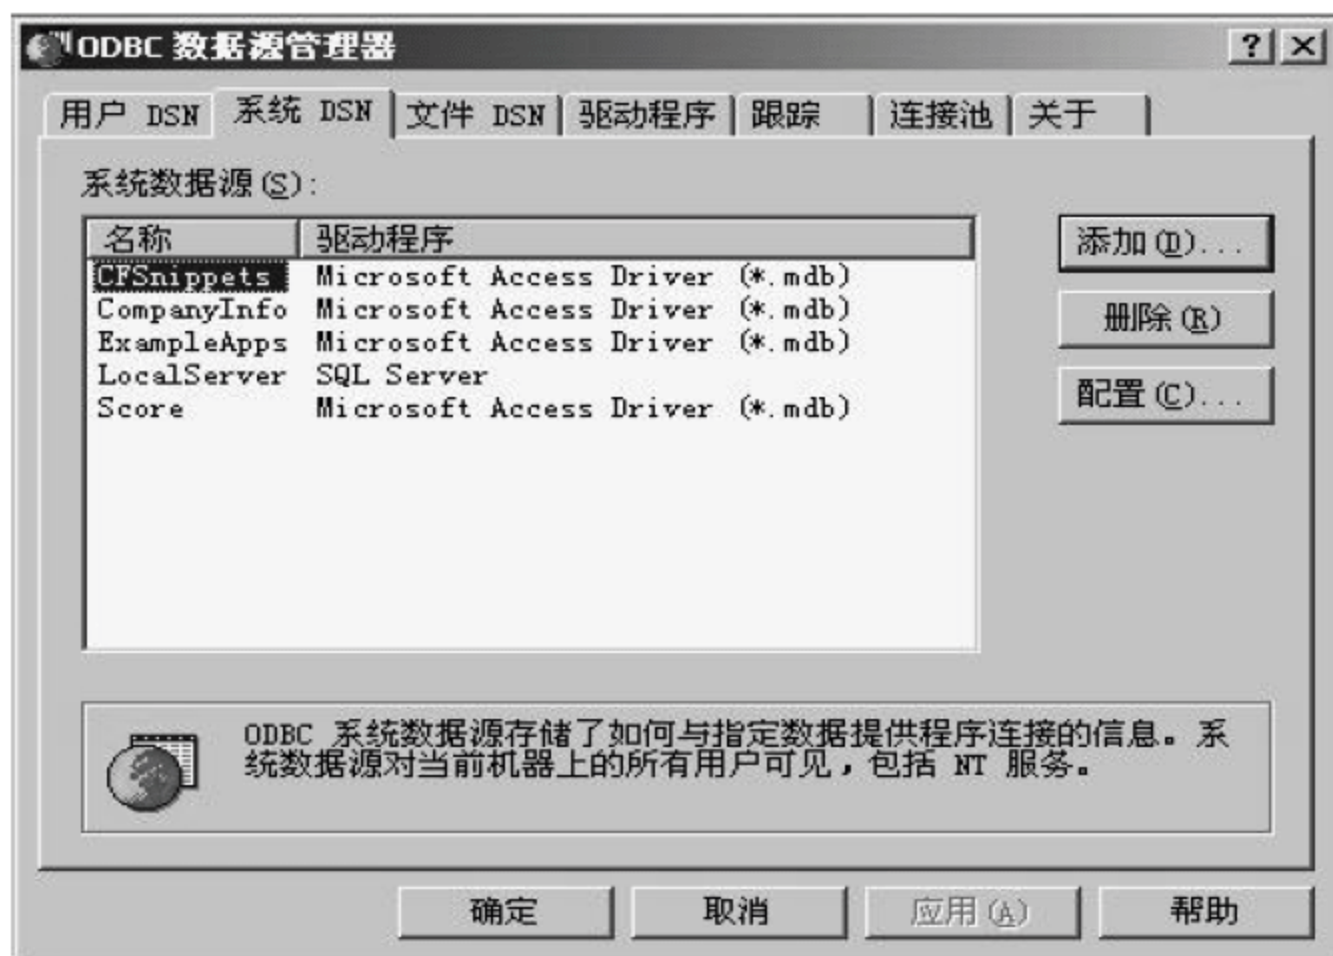 ODBC 数据源管理器
用户 DSN 系统 DSN 文件 DSN 驱动程序 跟踪 连接池 关于
系统数据源(S):
名称 驱动程序
CFSnippets Microsoft Access Driver (*.mdb)
CompanyInfo Microsoft Access Driver (*.mdb)
ExampleApps Microsoft Access Driver (*.mdb)
LocalServer SQL Server
Score Microsoft Access Driver (*.mdb)
添加(D)...
删除(R)
配置(C)...
ODBC 系统数据源存储了如何与指定数据提供程序连接的信息。系
统数据源对当前机器上的所有用户可见，包括 NT 服务。
确定 取消 应用(A) 帮助